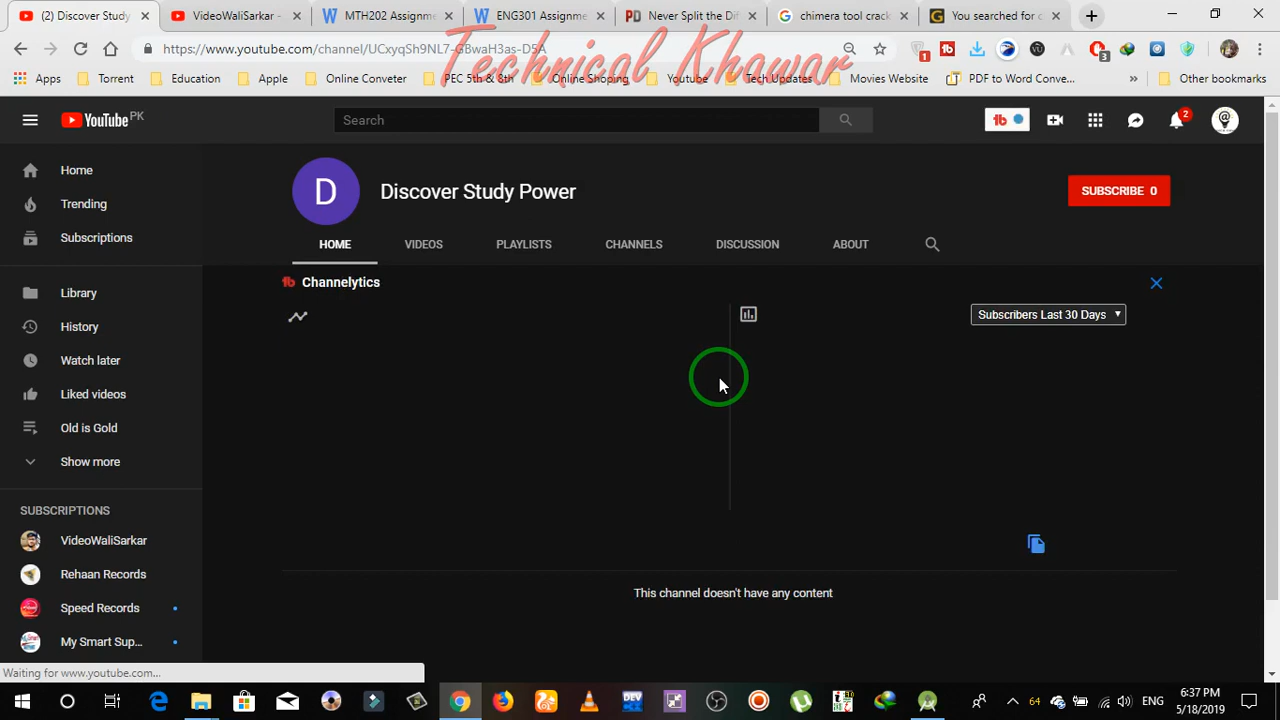 (2) Discover Study
VideoWaliSarkar -
MTH202 Assignme
ENG301 Assignme
Never Split the Dif
chimera tool crack
You searched for c
https://www.youtube.com/channel/UCxyqSh9NL7-GBwaH3as-D5A
Technical Khawar
Apps
Torrent
Education
Apple
Online Conveter
PEC 5th & 8th
Online Shoping
Youtube
Tech Updates
Movies Website
PDF to Word Conve...
Other bookmarks
YouTube PK
Search
2
Home
Trending
Subscriptions
Library
History
Watch later
Liked videos
Old is Gold
Show more
SUBSCRIPTIONS
VideoWaliSarkar
Rehaan Records
Speed Records
My Smart Sup...
D
Discover Study Power
SUBSCRIBE 0
HOME
VIDEOS
PLAYLISTS
CHANNELS
DISCUSSION
ABOUT
Channelytics
Subscribers Last 30 Days
This channel doesn't have any content
Waiting for www.youtube.com...
64
ENG
6:37 PM
5/18/2019